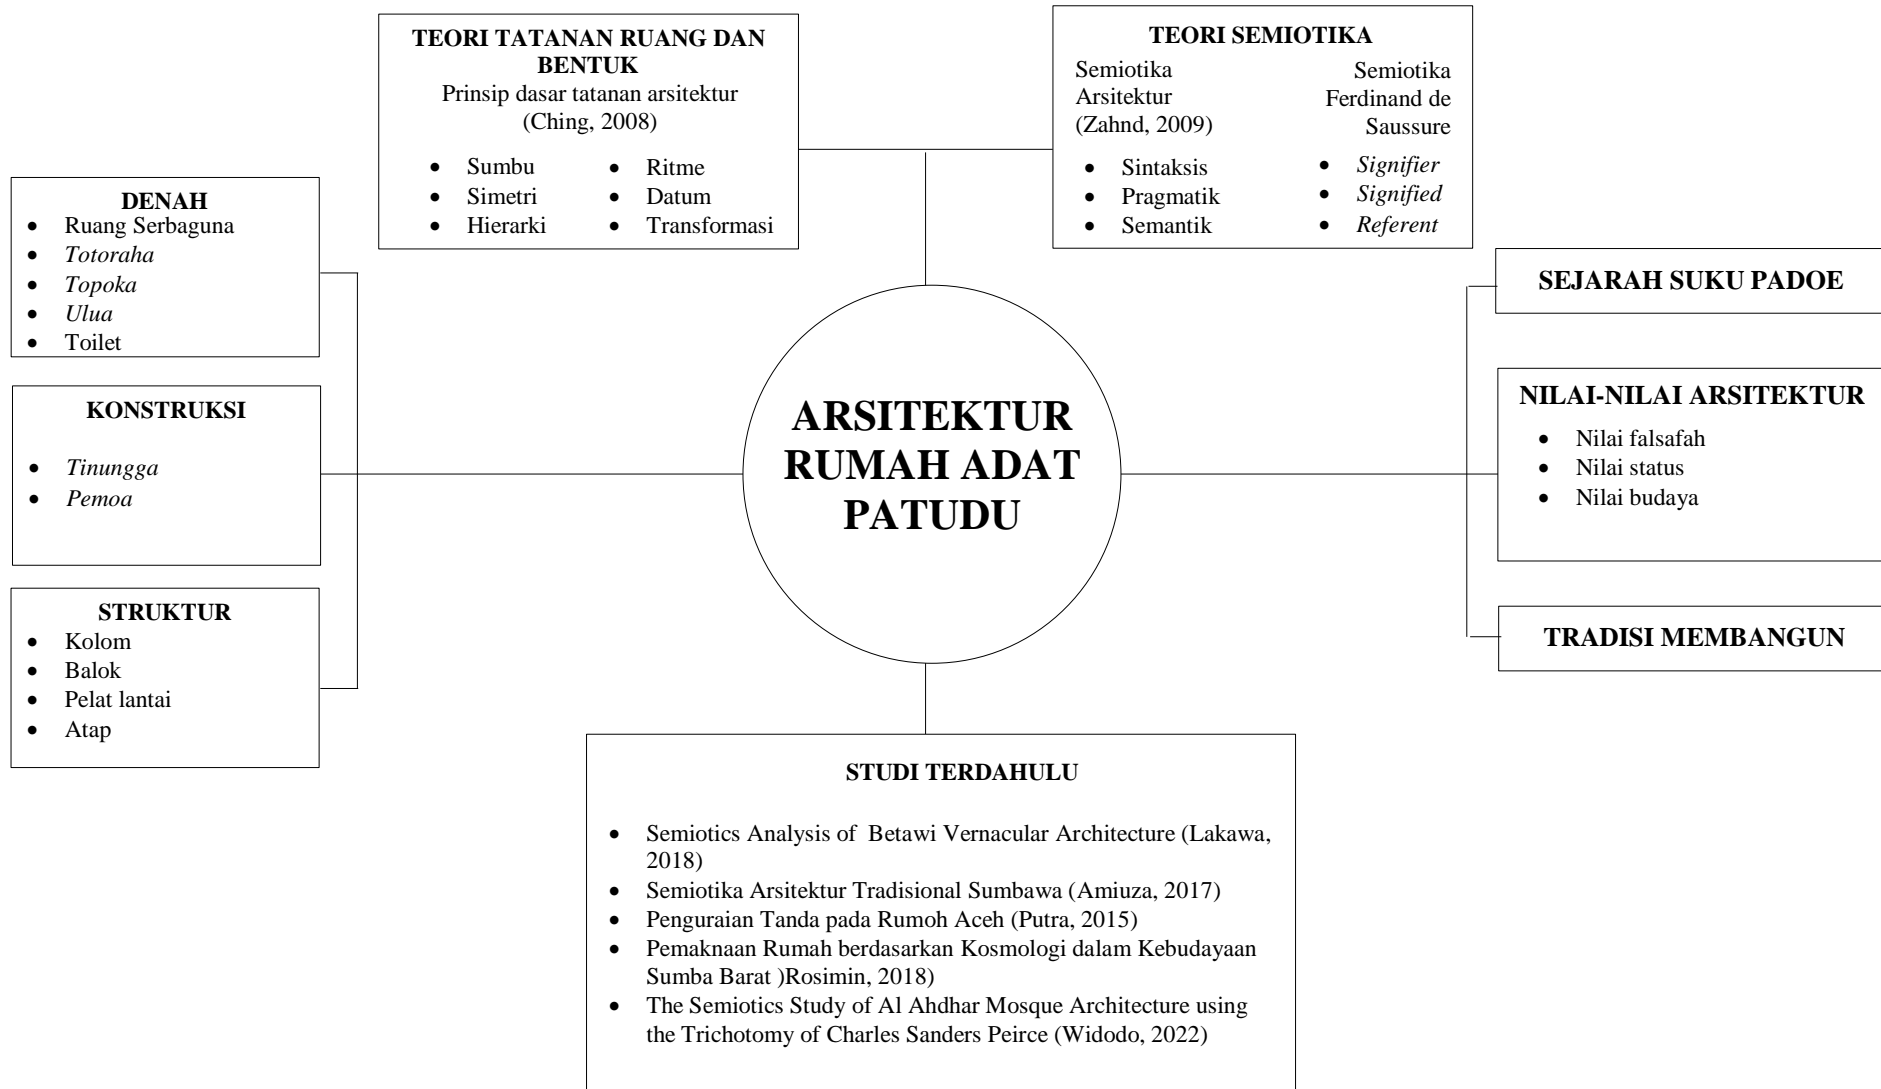 TEORI TATANAN RUANG DAN
BENTUK
Prinsip dasar tatanan arsitektur
(Ching, 2008)
• Sumbu
• Simetri
• Hierarki
• Ritme
• Datum
• Transformasi
TEORI SEMIOTIKA
Semiotika
Arsitektur
(Zahnd, 2009)
• Sintaksis
• Pragmatik
• Semantik
Semiotika
Ferdinand de
Saussure
• Signifier
• Signified
• Referent
DENAH
• Ruang Serbaguna
• Totoraha
• Topoka
• Ulua
• Toilet
KONSTRUKSI
• Tinungga
• Pemoa
STRUKTUR
• Kolom
• Balok
• Pelat lantai
• Atap
ARSITEKTUR
RUMAH ADAT
PATUDU
SEJARAH SUKU PADOE
NILAI-NILAI ARSITEKTUR
• Nilai falsafah
• Nilai status
• Nilai budaya
TRADISI MEMBANGUN
STUDI TERDAHULU
• Semiotics Analysis of Betawi Vernacular Architecture (Lakawa,
2018)
• Semiotika Arsitektur Tradisional Sumbawa (Amiuza, 2017)
• Penguraian Tanda pada Rumoh Aceh (Putra, 2015)
• Pemaknaan Rumah berdasarkan Kosmologi dalam Kebudayaan
Sumba Barat )Rosimin, 2018)
• The Semiotics Study of Al Ahdhar Mosque Architecture using
the Trichotomy of Charles Sanders Peirce (Widodo, 2022)